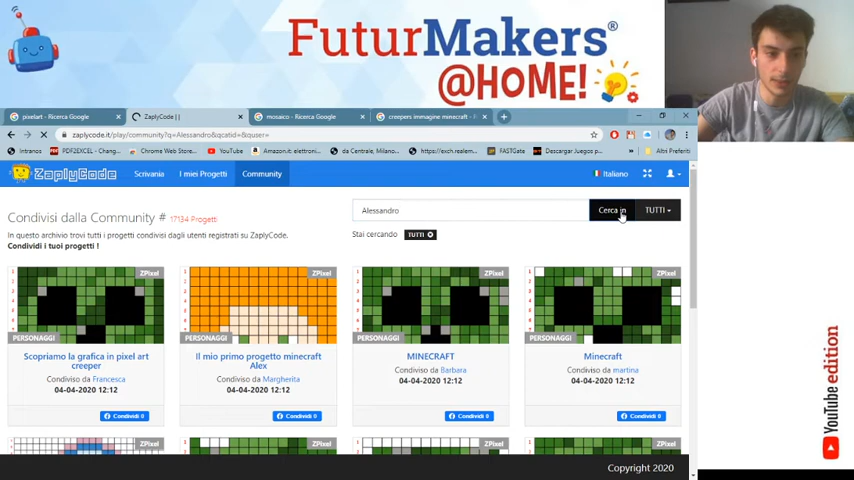 FuturMakers®
@HOME!
pixelart - Ricerca Google
ZaplyCode | |
mosaico - Ricerca Google
creepers immagine minecraft - G
zaplycode.it/play/community?q=Alessandro&qcatid=&quser=
Intranos
PDF2EXCEL - Chang...
Chrome Web Store...
YouTube
Amazon.it: elettroni...
da Centrale, Milano...
https://exch.realem...
FASTGate
Descargar Juegos p...
Altri Preferiti
ZaplyCode
Scrivania
I miei Progetti
Community
Italiano
Condivisi dalla Community # 17134 Progetti
In questo archivio trovi tutti i progetti condivisi dagli utenti registrati su ZaplyCode.
Condividi i tuoi progetti !
Alessandro
Cerca in
TUTTI
Stai cercando
TUTTI
ZPixel
ZPixel
ZPixel
ZPixel
PERSONAGGI
PERSONAGGI
PERSONAGGI
PERSONAGGI
Scopriamo la grafica in pixel art
creeper
Condiviso da Francesca
04-04-2020 12:12
Condividi 0
Il mio primo progetto minecraft
Alex
Condiviso da Margherita
04-04-2020 12:12
Condividi 0
MINECRAFT
Condiviso da Barbara
04-04-2020 12:12
Condividi 0
Minecraft
Condiviso da martina
04-04-2020 12:12
Condividi 0
ZPixel
ZPixel
ZPixel
ZPixel
Copyright 2020
YouTube edition